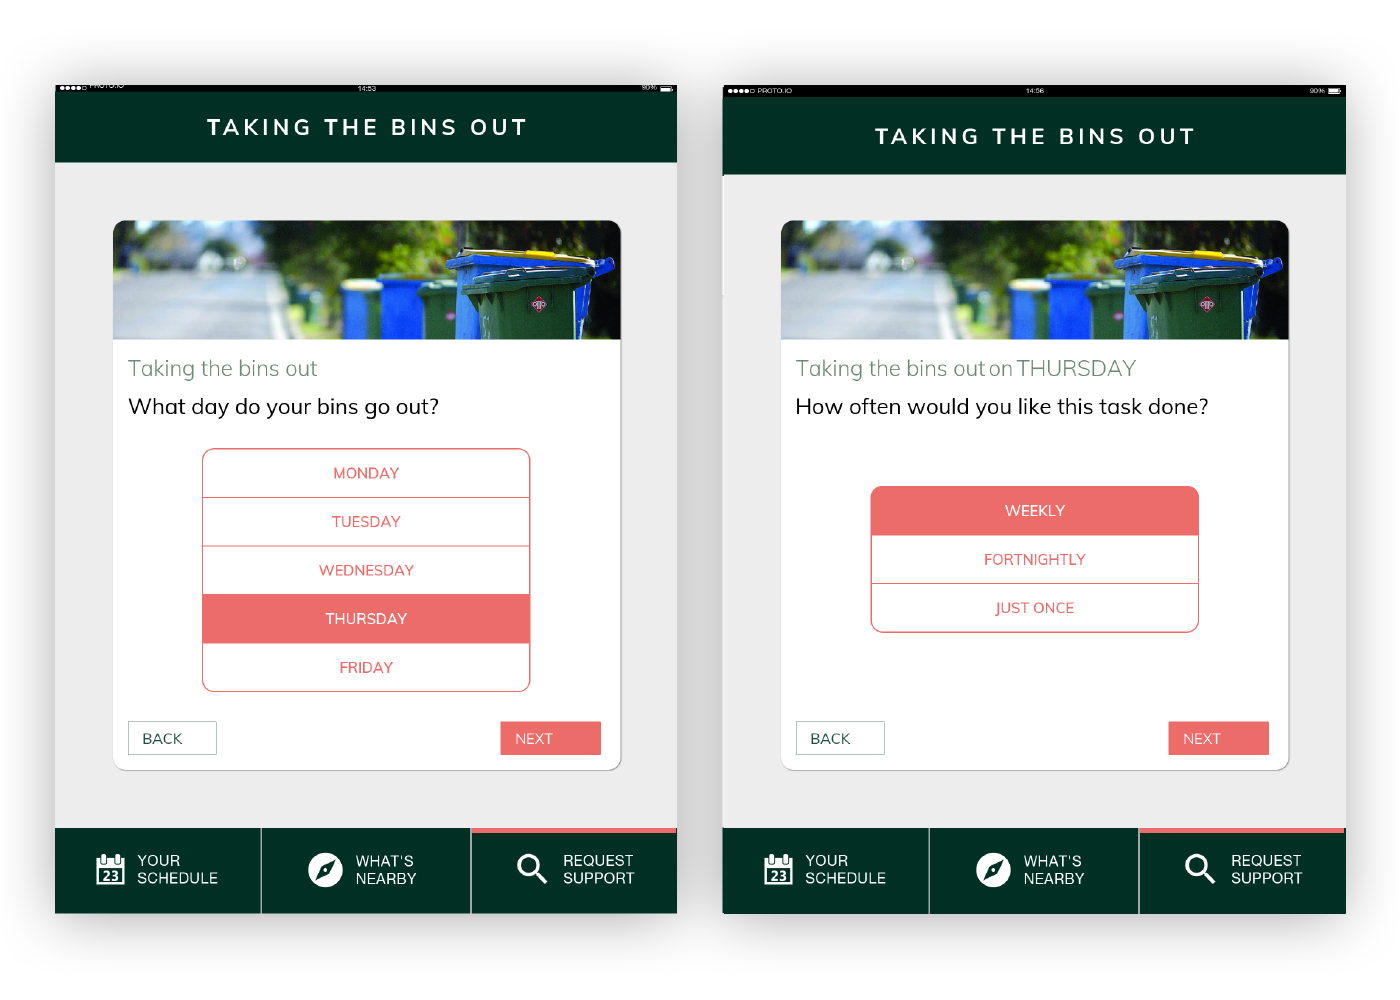 PROTO.IO 14:53 90%
TAKING THE BINS OUT
OTTO
Taking the bins out
What day do your bins go out?
MONDAY
TUESDAY
WEDNESDAY
THURSDAY
FRIDAY
BACK
NEXT
23
YOUR
SCHEDULE
WHAT'S
NEARBY
REQUEST
SUPPORT
PROTO.IO 14:56 90%
TAKING THE BINS OUT
OTTO
Taking the bins out on THURSDAY
How often would you like this task done?
WEEKLY
FORTNIGHTLY
JUST ONCE
BACK
NEXT
23
YOUR
SCHEDULE
WHAT'S
NEARBY
REQUEST
SUPPORT